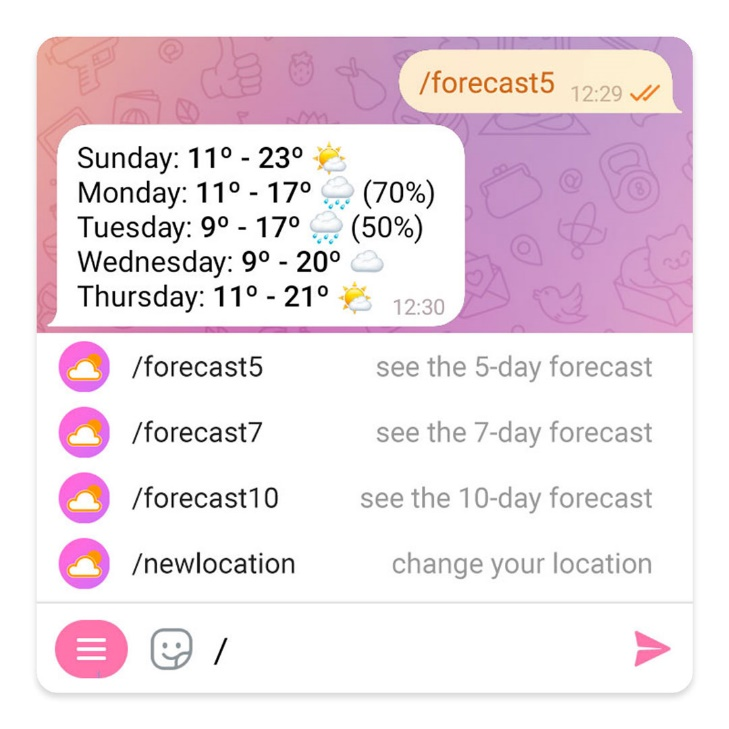 /forecast5 12:29
Sunday: 11º - 23º 🌤️
Monday: 11º - 17º 🌧️ (70%)
Tuesday: 9º - 17º 🌧️ (50%)
Wednesday: 9º - 20º ☁️
Thursday: 11º - 21º 🌤️ 12:30
/forecast5 see the 5-day forecast
/forecast7 see the 7-day forecast
/forecast10 see the 10-day forecast
/newlocation change your location
/